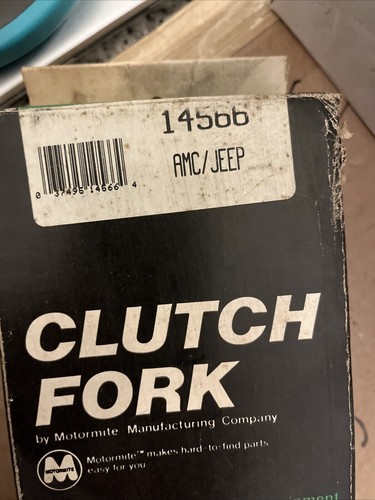 14566
AMC/JEEP
0 37495 14566 4
CLUTCH
FORK
by Motormite Manufacturing Company
Motormite™ makes hard-to-find parts
easy for you
MOTORMITE